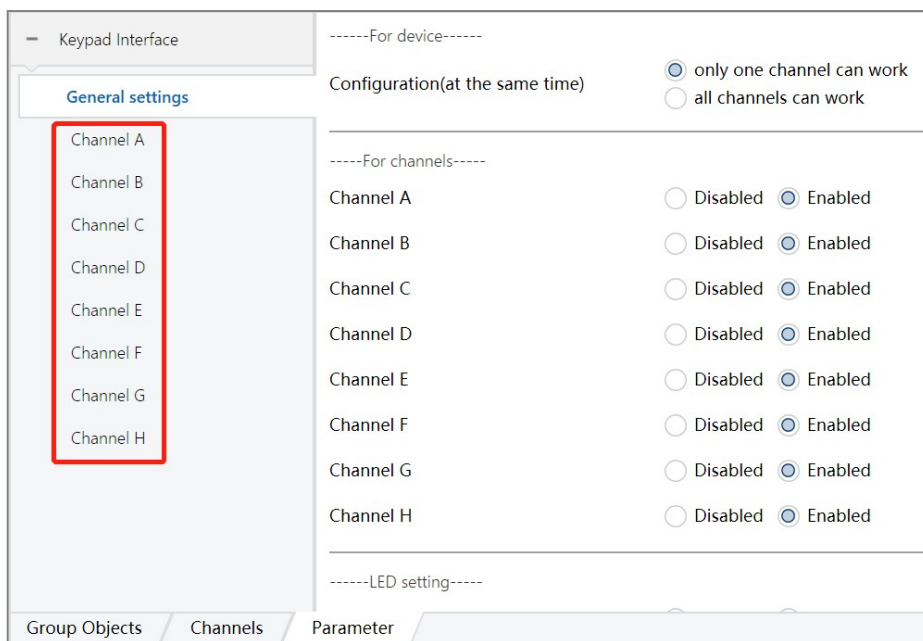 Keypad Interface
General settings
Channel A
Channel B
Channel C
Channel D
Channel E
Channel F
Channel G
Channel H
------For device------
Configuration(at the same time)
only one channel can work
all channels can work
-----For channels-----
Channel A Disabled Enabled
Channel B Disabled Enabled
Channel C Disabled Enabled
Channel D Disabled Enabled
Channel E Disabled Enabled
Channel F Disabled Enabled
Channel G Disabled Enabled
Channel H Disabled Enabled
------LED setting-----
Group Objects Channels Parameter